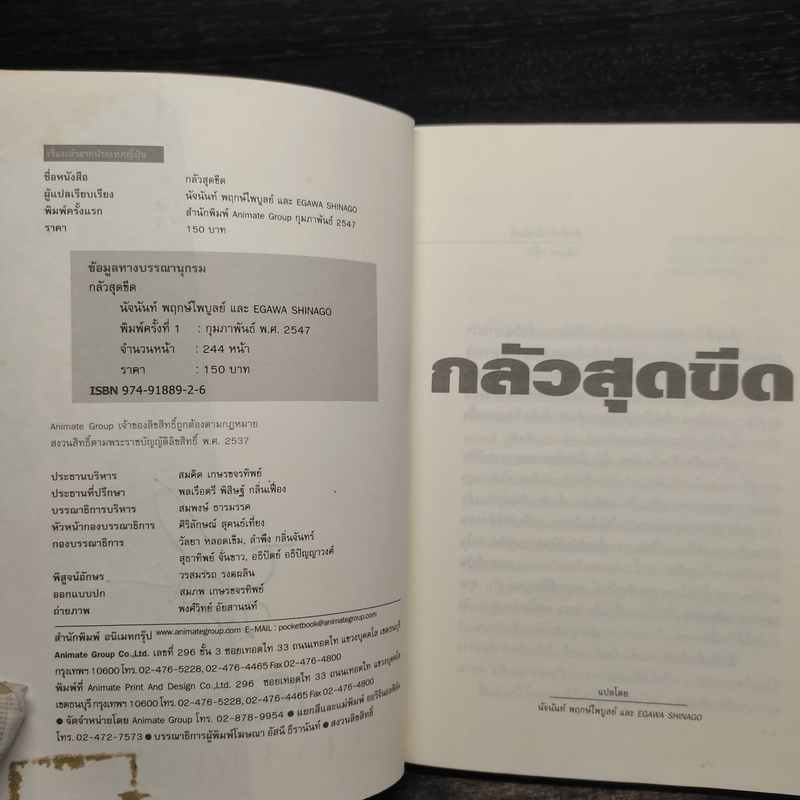 เรื่องเล่าจากประเทศญี่ปุ่น
ชื่อหนังสือ กลัวสุดขีด
ผู้แปลเรียบเรียง นัจนันท์ พฤกษ์ไพบูลย์ และ EGAWA SHINAGO
พิมพ์ครั้งแรก สำนักพิมพ์ Animate Group กุมภาพันธ์ 2547
ราคา 150 บาท
ข้อมูลทางบรรณานุกรม
กลัวสุดขีด
นัจนันท์ พฤกษ์ไพบูลย์ และ EGAWA SHINAGO
พิมพ์ครั้งที่ 1 : กุมภาพันธ์ พ.ศ. 2547
จำนวนหน้า : 244 หน้า
ราคา : 150 บาท
ISBN 974-91889-2-6
Animate Group เจ้าของลิขสิทธิ์ถูกต้องตามกฎหมาย
สงวนสิทธิ์ตามพระราชบัญญัติลิขสิทธิ์ พ.ศ. 2537
ประธานบริหาร สมคิด เกษรขจรทิพย์
ประธานที่ปรึกษา พลเรือตรี พิสิษฐ์ กลิ่นเฟื่อง
บรรณาธิการบริหาร สมพงษ์ ธารมรรค
หัวหน้ากองบรรณาธิการ ศิริลักษณ์ สุคนธ์เที่ยง
กองบรรณาธิการ วัลยา หลอดเข็ม, ลำพึง กลิ่นจันทร์
สุธาทิพย์ จั่นขาว, อธิปัตย์ อธิปัญญาวงศ์
พิสูจน์อักษร วรสมรรถ รงคผลิน
ออกแบบปก สมภพ เกษรขจรทิพย์
ถ่ายภาพ พงศ์วิทย์ อัยสานนท์
สำนักพิมพ์ อนิเมทกรุ๊ป www.animategroup.com E-MAIL : pocketbook@animategroup.com
Animate Group Co.,Ltd. เลขที่ 296 ชั้น 3 ซอยเทอดไท 33 ถนนเทอดไท แขวงบุคคโล เขตธนบุรี
กรุงเทพฯ 10600 โทร. 02-476-5228, 02-476-4465 Fax 02-476-4800
พิมพ์ที่ Animate Print And Design Co.,Ltd. 296 ซอยเทอดไท 33 ถนนเทอดไท แขวงบุคคโล
เขตธนบุรี กรุงเทพฯ 10600 โทร. 02-476-5228, 02-476-4465 Fax 02-476-4800
● จัดจำหน่ายโดย Animate Group โทร. 02-878-9954 ● แยกสีและแม่พิมพ์ ออริจินอลฟิล์ม
โทร. 02-472-7573 ● บรรณาธิการผู้พิมพ์โฆษณา อัสนี ธีรานันท์ ● สงวนลิขสิทธิ์
กลัวสุดขีด
แปลโดย
นัจนันท์ พฤกษ์ไพบูลย์ และ EGAWA SHINAGO